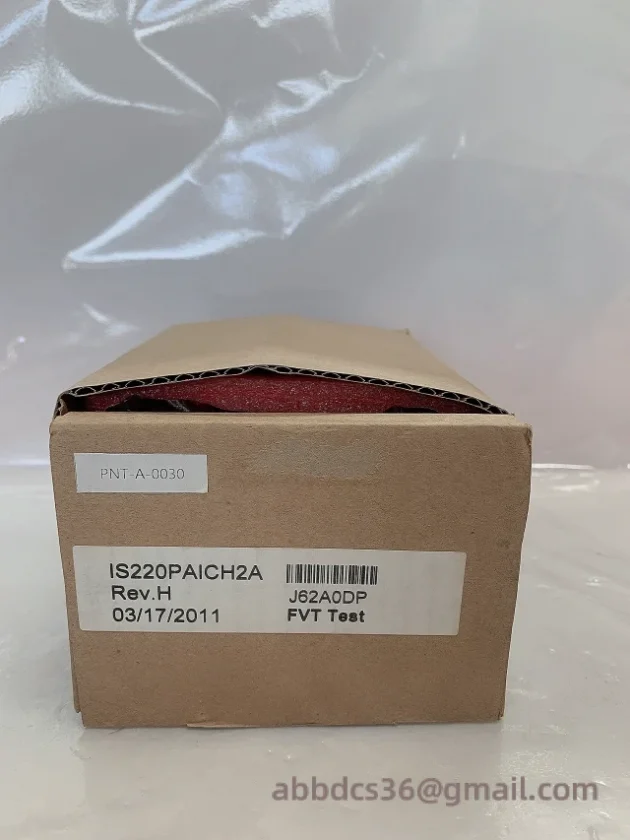 PNT-A-0030
IS220PAICH2A
Rev.H
03/17/2011
J62A0DP
FVT Test
abbdcs36@gmail.com